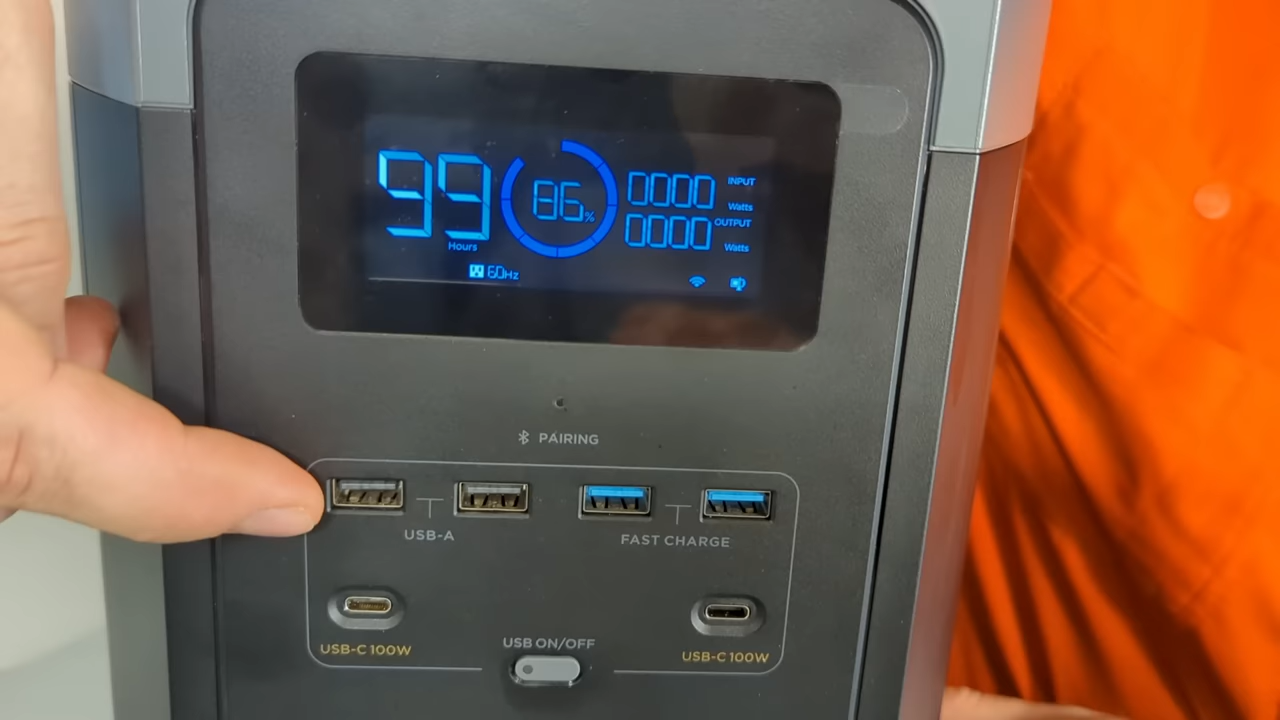 99
Hours
86%
0000 INPUT
Watts
0000 OUTPUT
Watts
60Hz
PAIRING
USB-A
FAST CHARGE
USB-C 100W
USB ON/OFF
USB-C 100W